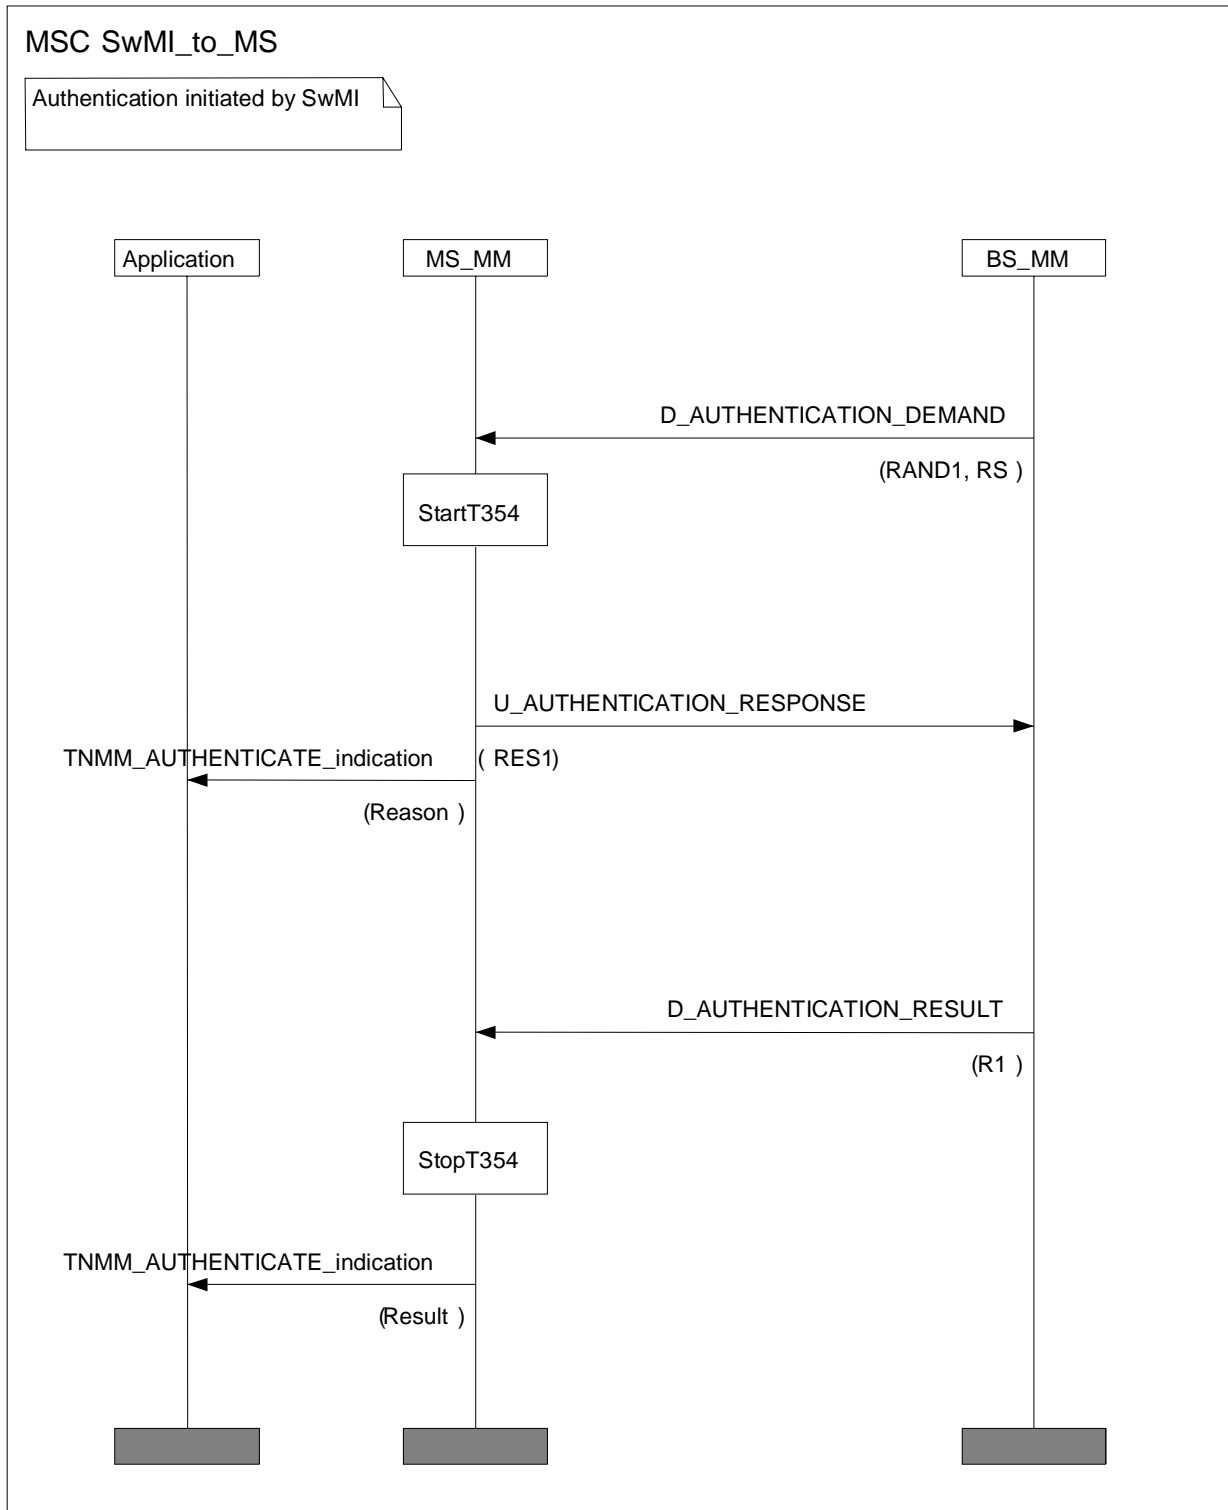 MSC SwMI_to_MS
Authentication initiated by SwMI
Application
MS_MM
BS_MM
D_AUTHENTICATION_DEMAND
(RAND1, RS )
StartT354
U_AUTHENTICATION_RESPONSE
( RES1)
TNMM_AUTHENTICATE_indication
(Reason )
D_AUTHENTICATION_RESULT
(R1 )
StopT354
TNMM_AUTHENTICATE_indication
(Result )